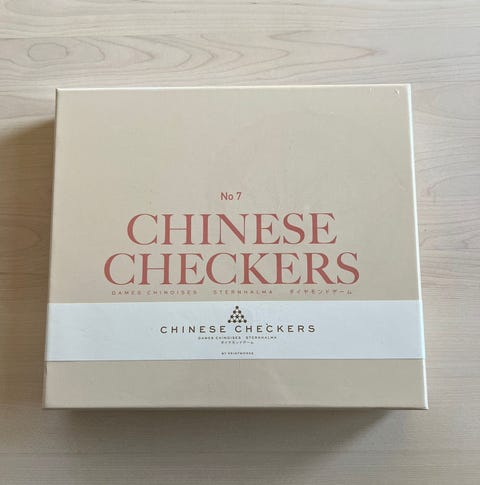 No 7
CHINESE
CHECKERS
DAMES CHINOISES STERNHALMA ダイヤモンドゲーム
CHINESE CHECKERS
DAMES CHINOISES STERNHALMA
ダイヤモンドゲーム
BY PRINTWORKS